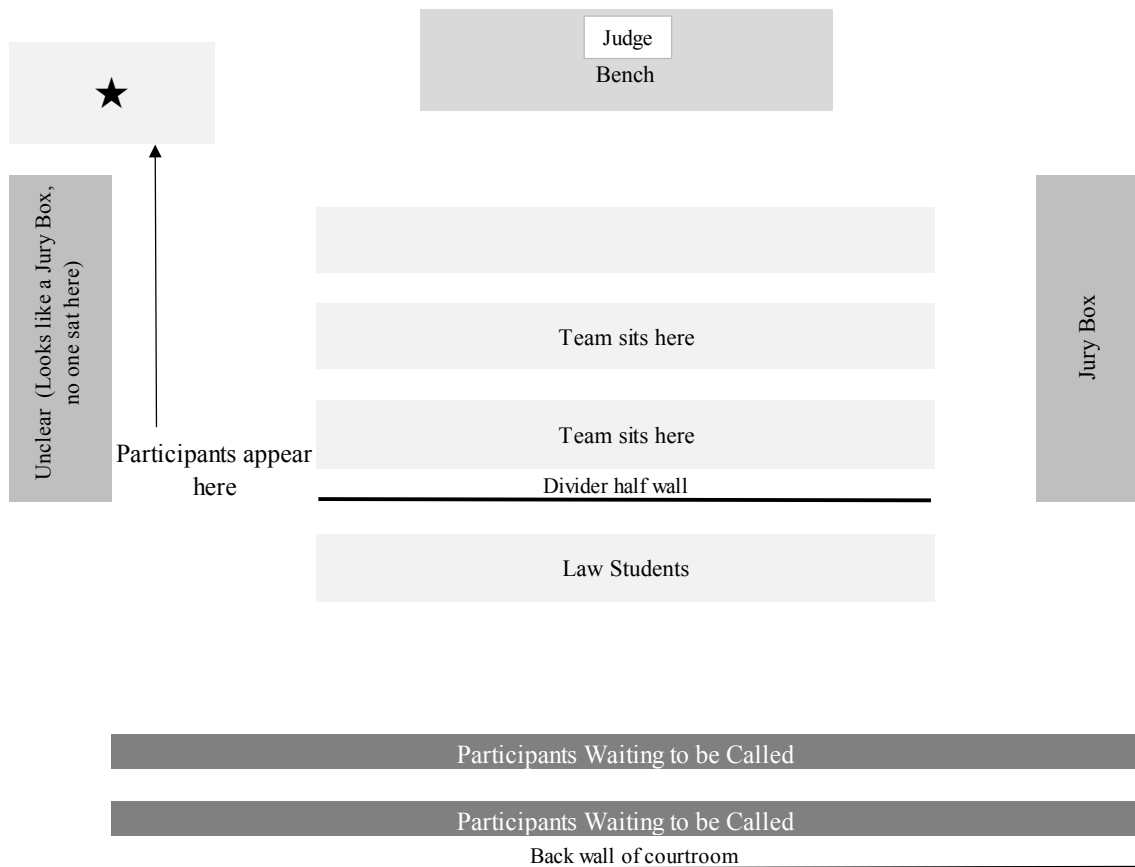 Judge
Bench
Unclear (Looks like a Jury Box,
no one sat here)
Jury Box
Team sits here
Team sits here
Participants appear
here
Divider half wall
Law Students
Participants Waiting to be Called
Participants Waiting to be Called
Back wall of courtroom